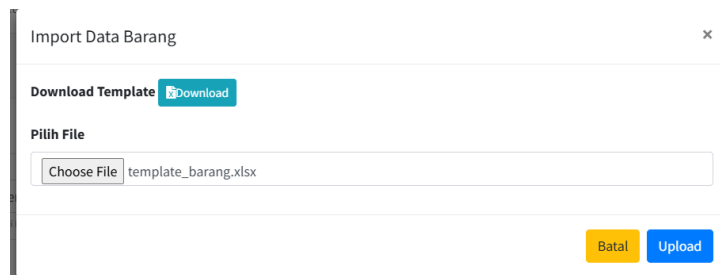 Import Data Barang ×
Download Template Download
Pilih File
Choose File template_barang.xlsx
Batal Upload